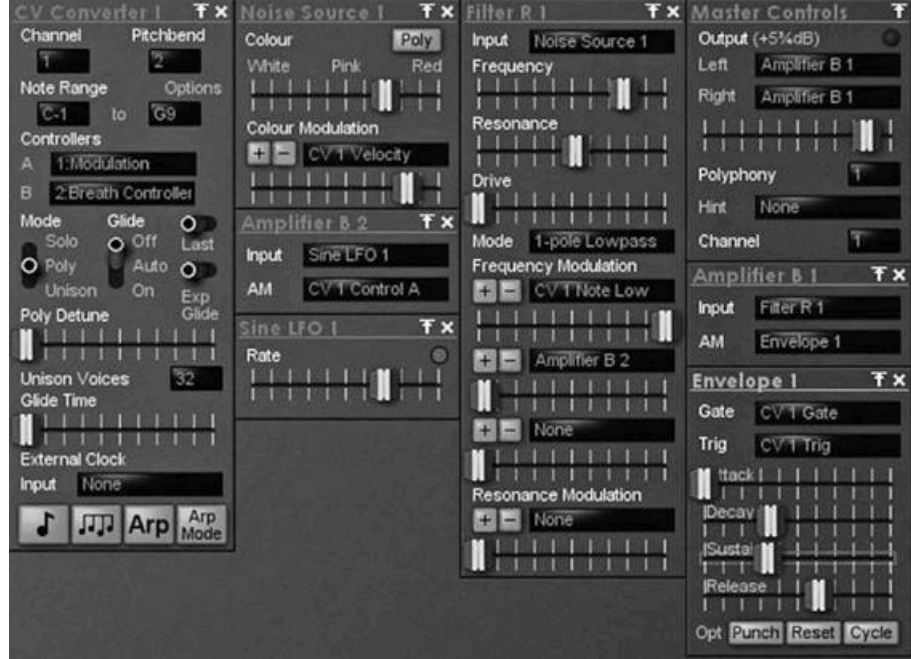 CV Converter 1
Channel Pitchbend
1 2
Note Range Options
C-1 to G9
Controllers
A 1:Modulation
B 2:Breath Controller
Mode Glide
Solo Off Last
Poly Auto
Unison On Exp
Glide
Poly Detune
Unison Voices 32
Glide Time
External Clock
Input None
Arp Arp Mode
Noise Source 1
Colour Poly
White Pink Red
Colour Modulation
+ - CV 1 Velocity
Amplifier B 2
Input Sine LFO 1
AM CV 1 Control A
Sine LFO 1
Rate
Filter R 1
Input Noise Source 1
Frequency
Resonance
Drive
Mode 1-pole Lowpass
Frequency Modulation
+ - CV 1 Note Low
+ - Amplifier B 2
+ - None
Resonance Modulation
+ - None
Master Controls
Output (+5¾dB)
Left Amplifier B 1
Right Amplifier B 1
Polyphony 1
Hint None
Channel 1
Amplifier B 1
Input Filter R 1
AM Envelope 1
Envelope 1
Gate CV 1 Gate
Trig CV 1 Trig
ttack
Decay
Sustai
Release
Opt Punch Reset Cycle